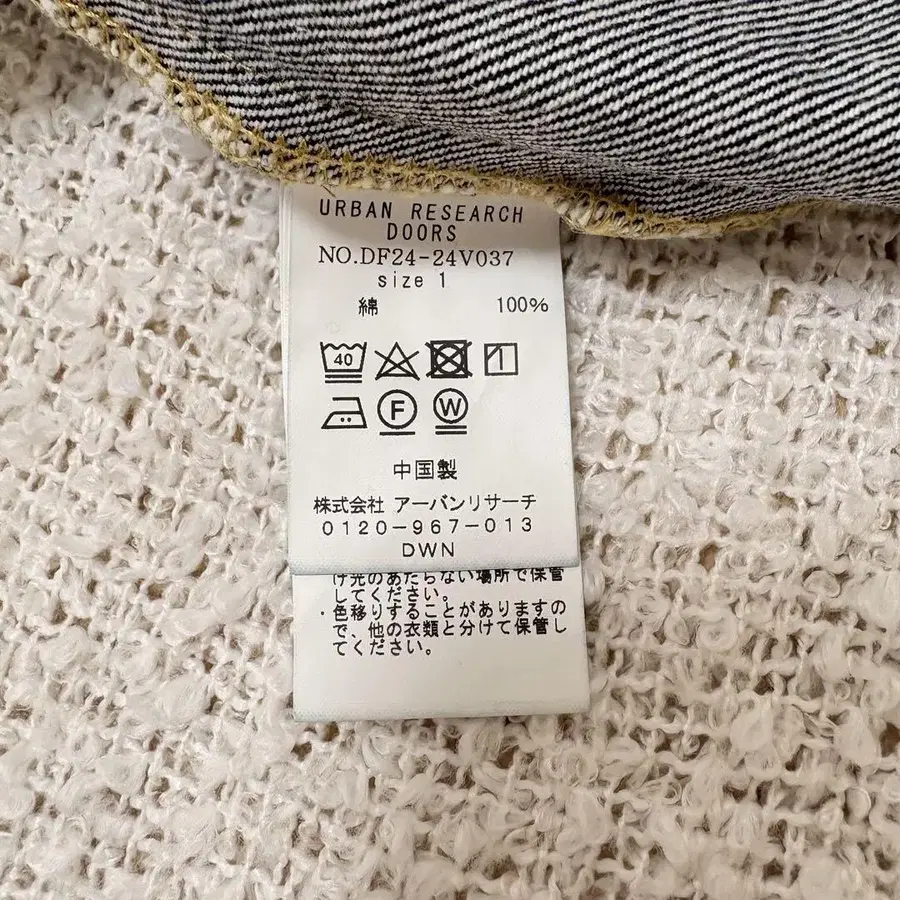 URBAN RESEARCH
DOORS
NO.DF24-24V037
size 1
綿 100%
40
F W
中国製
株式会社 アーバンリサーチ
0120-967-013
DWN
け光のあたらない場所で保管
してください。
・色移りすることがありますの
で、他の衣類と分けて保管し
てください。